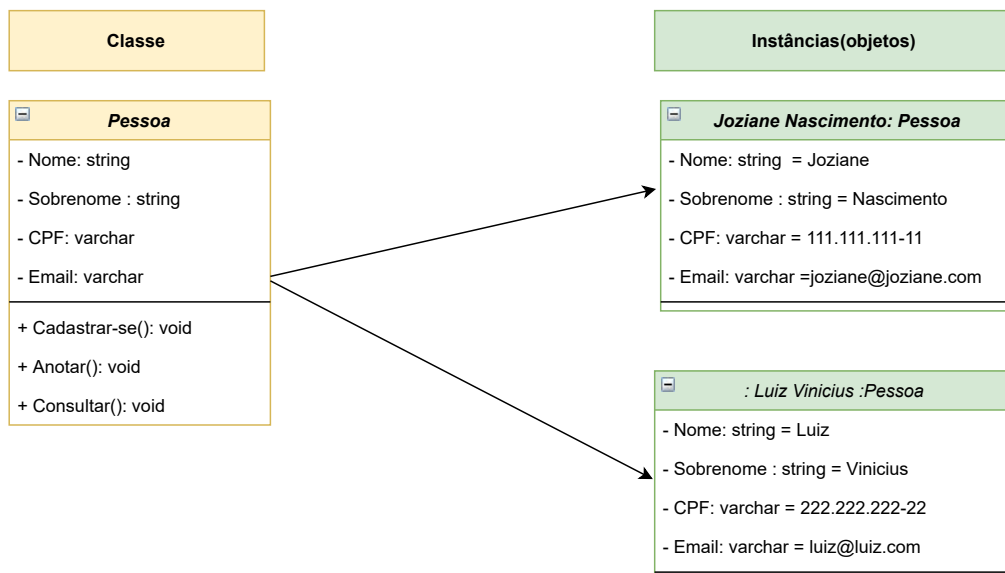 Classe
Pessoa
- Nome: string
- Sobrenome : string
- CPF: varchar
- Email: varchar
+ Cadastrar-se(): void
+ Anotar(): void
+ Consultar(): void
Instâncias(objetos)
Joziane Nascimento: Pessoa
- Nome: string  = Joziane
- Sobrenome : string = Nascimento
- CPF: varchar = 111.111.111-11
- Email: varchar =joziane@joziane.com
: Luiz Vinicius :Pessoa
- Nome: string = Luiz
- Sobrenome : string = Vinicius
- CPF: varchar = 222.222.222-22
- Email: varchar = luiz@luiz.com